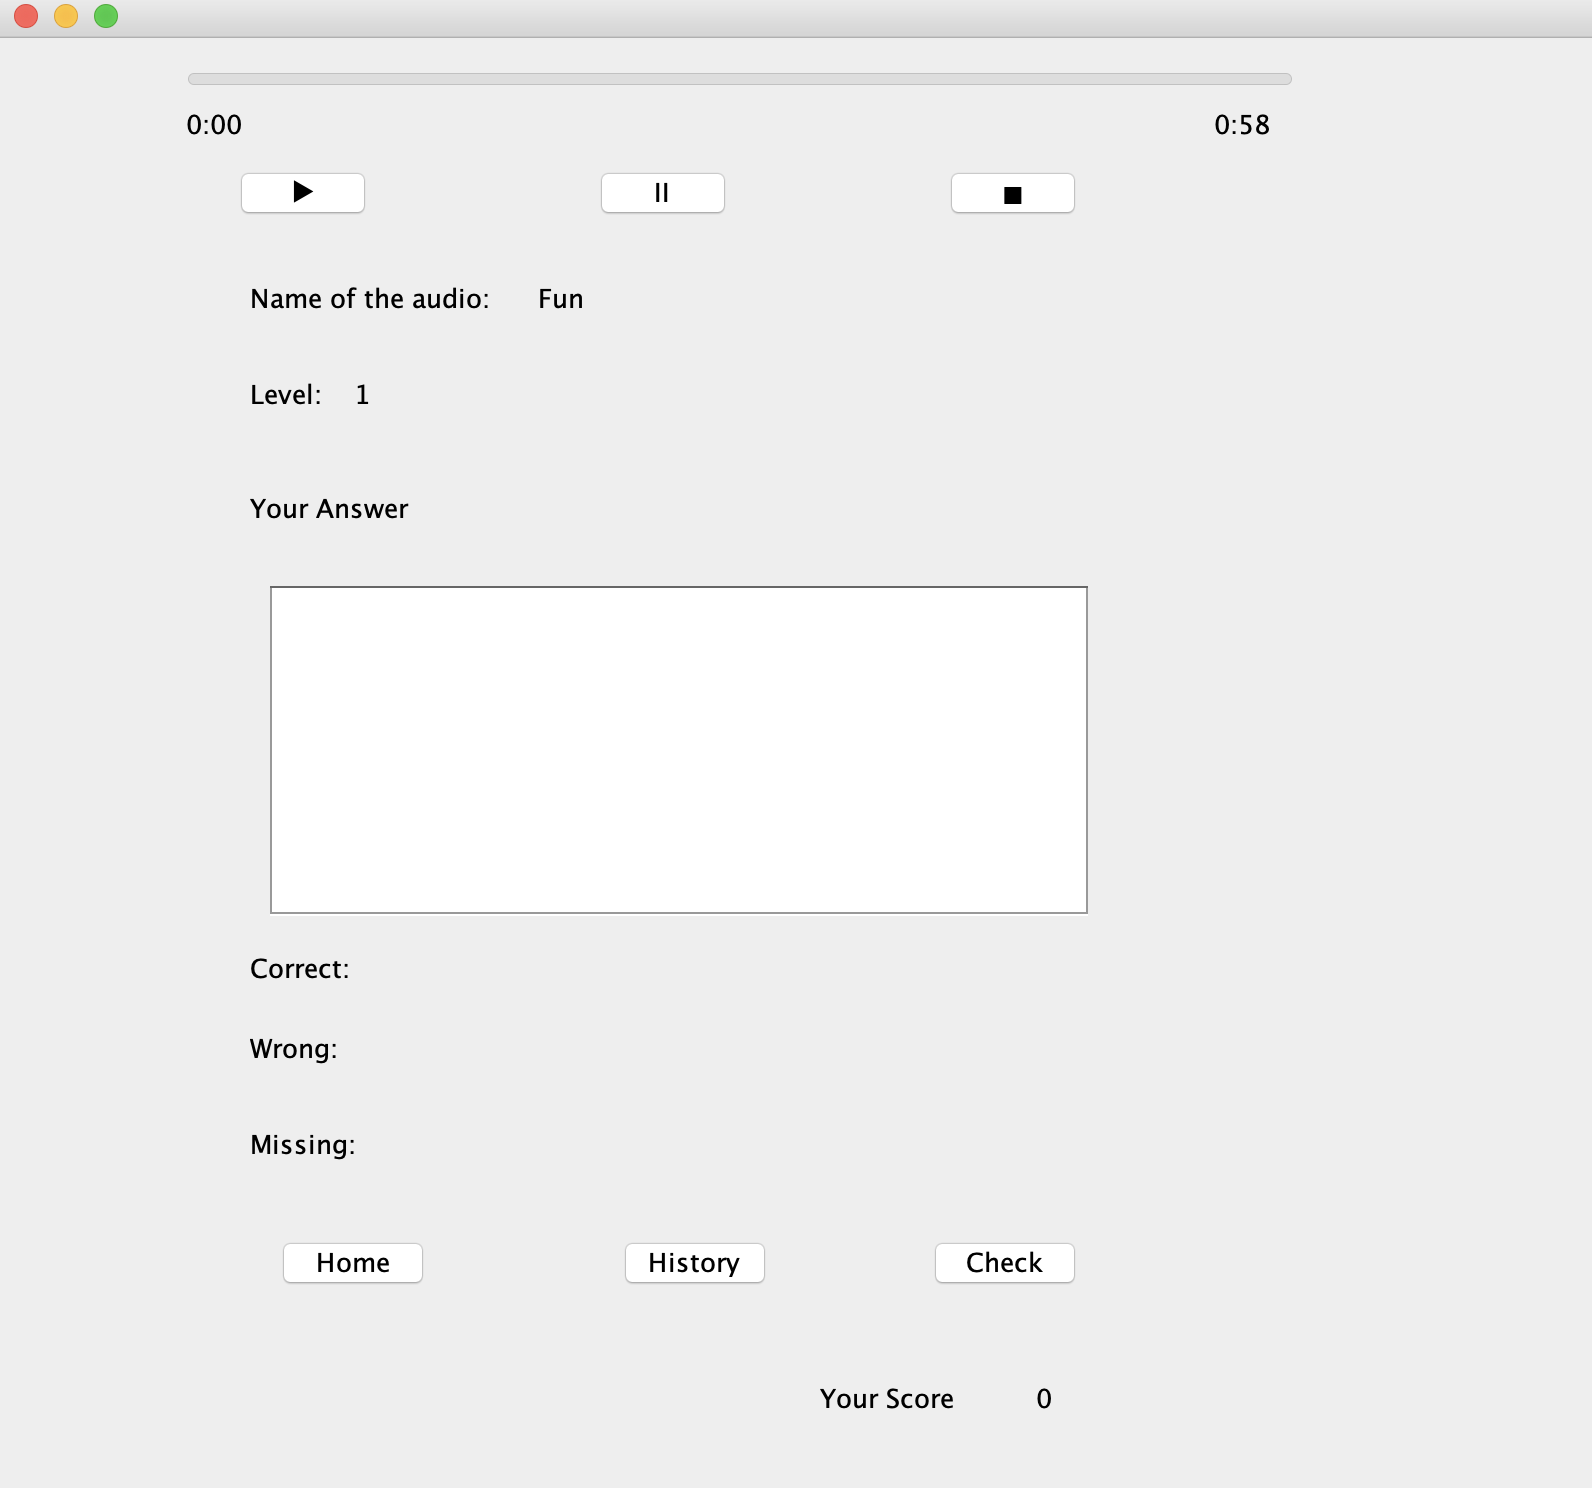 0:00 0:58
Name of the audio: Fun
Level: 1
Your Answer
Correct:
Wrong:
Missing:
Home History Check
Your Score 0